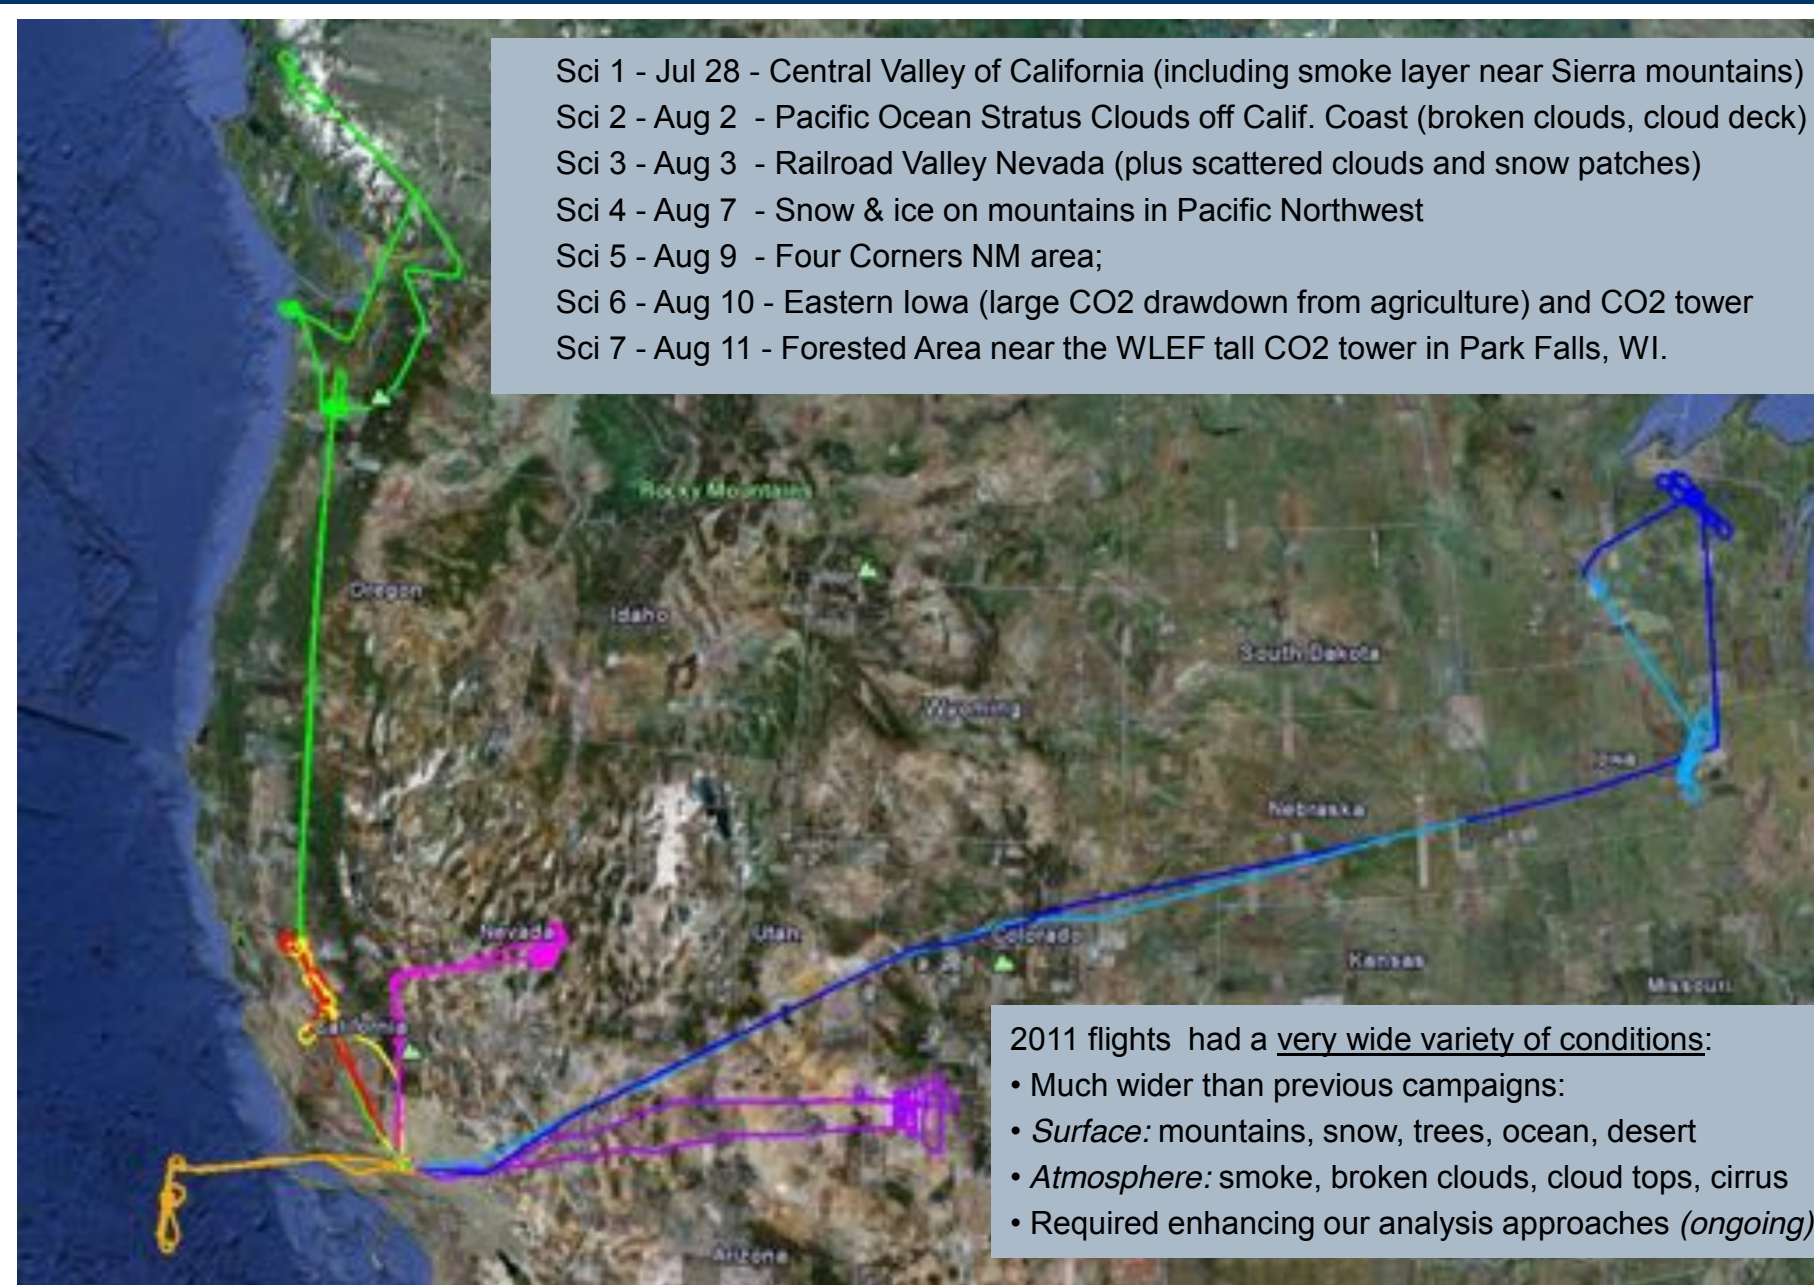 Sci 1 - Jul 28 - Central Valley of California (including smoke layer near Sierra mountains)
Sci 2 - Aug 2 - Pacific Ocean Stratus Clouds off Calif. Coast (broken clouds, cloud deck)
Sci 3 - Aug 3 - Railroad Valley Nevada (plus scattered clouds and snow patches)
Sci 4 - Aug 7 - Snow & ice on mountains in Pacific Northwest
Sci 5 - Aug 9 - Four Corners NM area;
Sci 6 - Aug 10 - Eastern Iowa (large CO2 drawdown from agriculture) and CO2 tower
Sci 7 - Aug 11 - Forested Area near the WLEF tall CO2 tower in Park Falls, WI.
Rocky Mountains
Oregon
Idaho
South Dakota
Wyoming
Iowa
Nebraska
Nevada
Utah
Colorado
Kansas
Missouri
California
2011 flights had a very wide variety of conditions:
• Much wider than previous campaigns:
• Surface: mountains, snow, trees, ocean, desert
• Atmosphere: smoke, broken clouds, cloud tops, cirrus
• Required enhancing our analysis approaches (ongoing)
Arizona